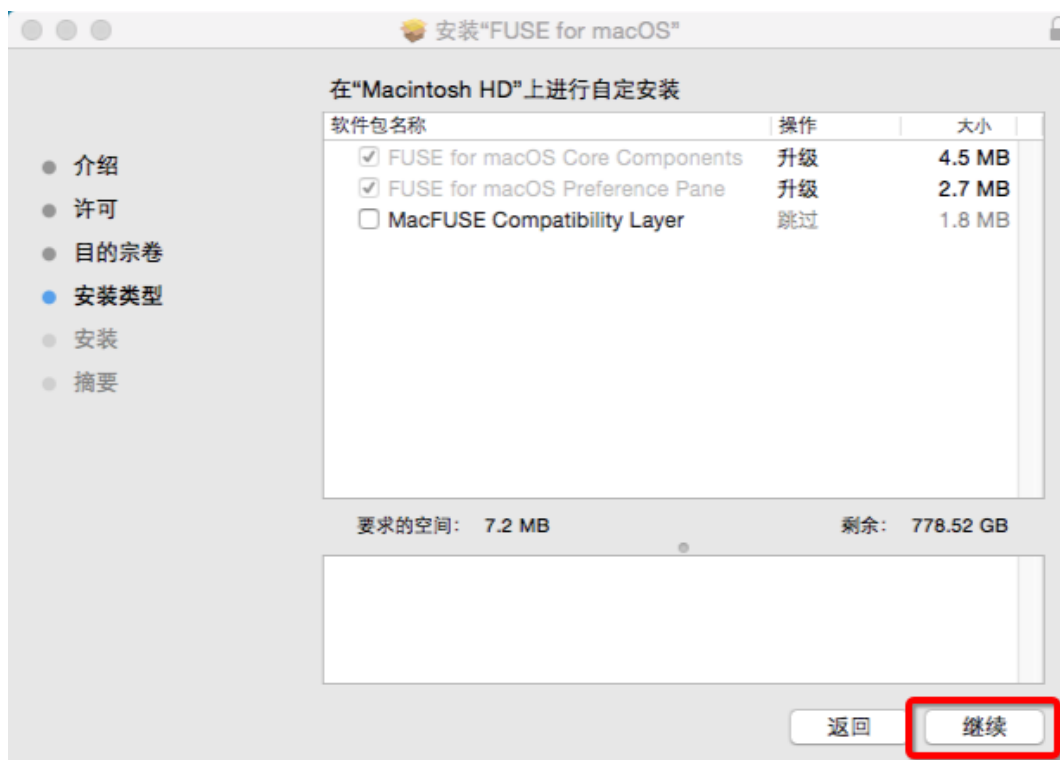 安装“FUSE for macOS”
在“Macintosh HD”上进行自定安装
软件包名称 操作 大小
FUSE for macOS Core Components 升级 4.5 MB
FUSE for macOS Preference Pane 升级 2.7 MB
MacFUSE Compatibility Layer 跳过 1.8 MB
介绍
许可
目的宗卷
安装类型
安装
摘要
要求的空间： 7.2 MB 剩余： 778.52 GB
返回 继续